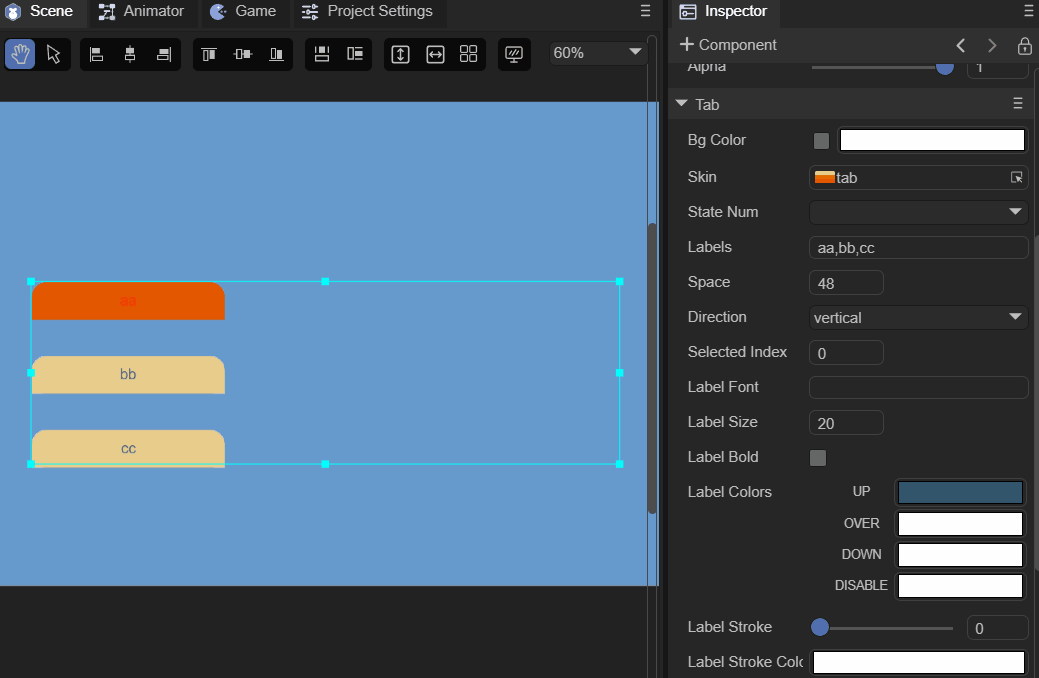 Scene Animator Game Project Settings
60%
aa
bb
cc
Inspector
Component
Alpha 1
Tab
Bg Color
Skin tab
State Num
Labels aa,bb,cc
Space 48
Direction vertical
Selected Index 0
Label Font
Label Size 20
Label Bold
Label Colors UP
OVER
DOWN
DISABLE
Label Stroke 0
Label Stroke Colo